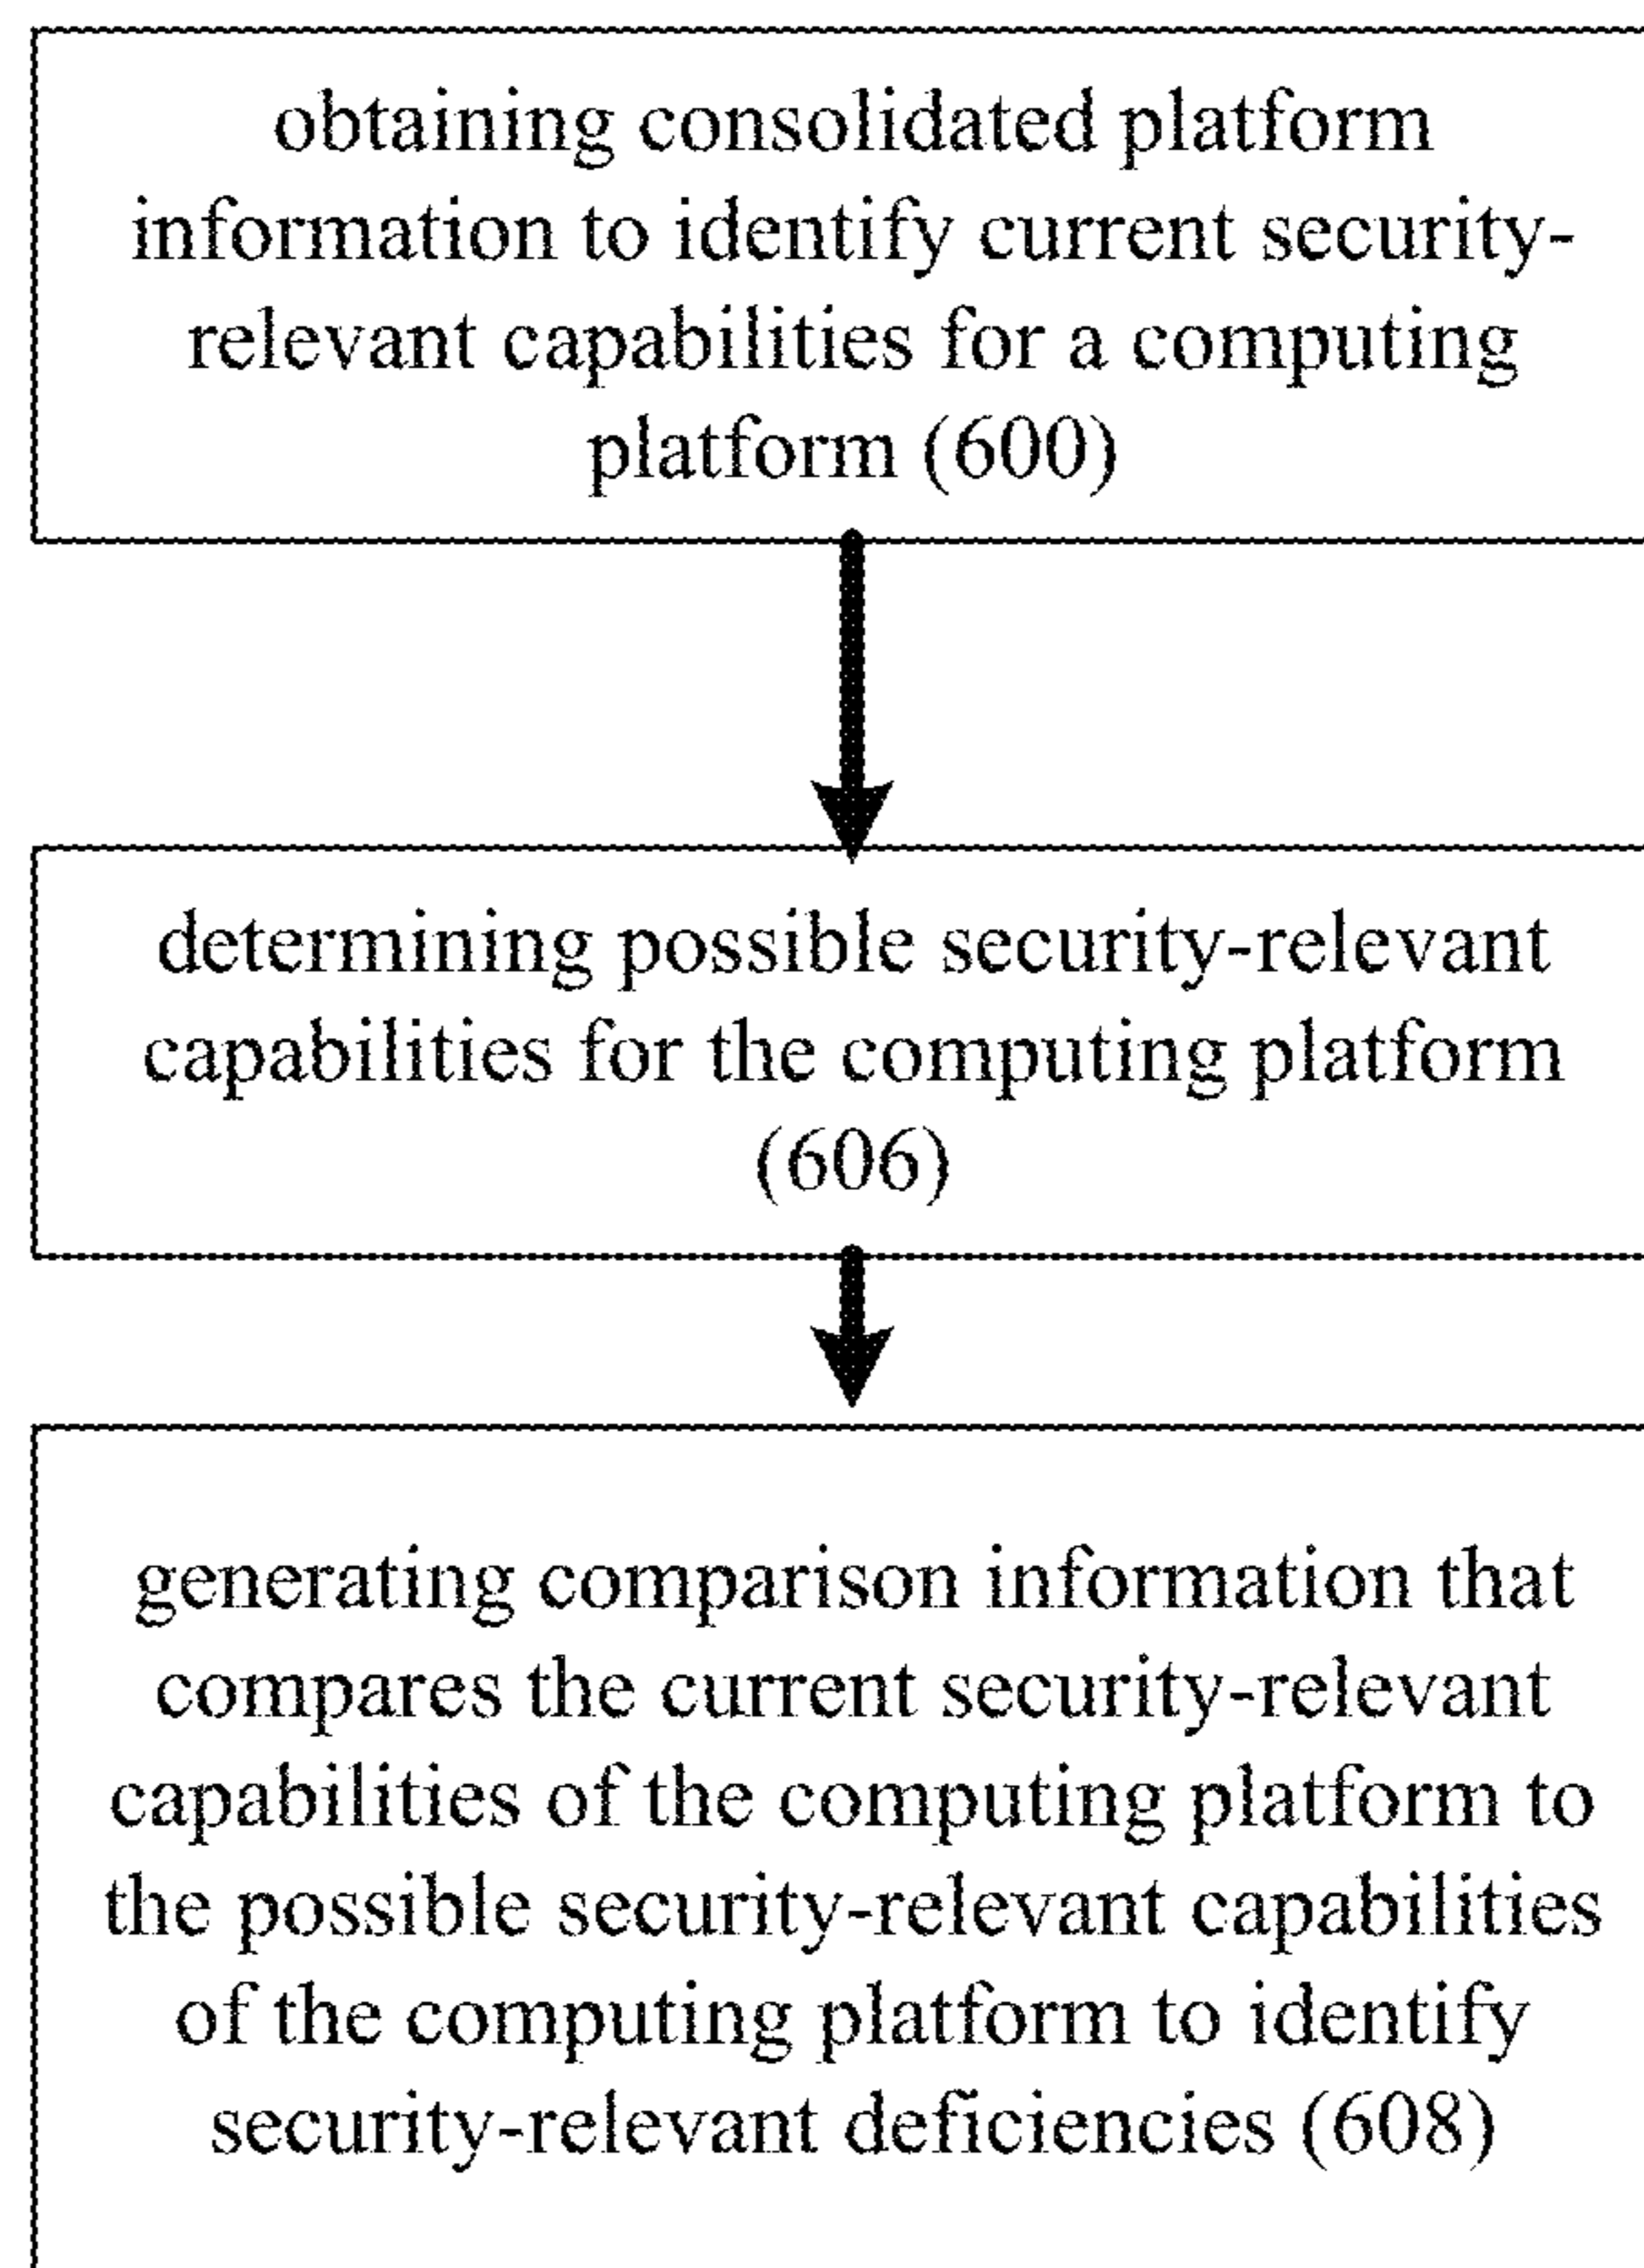 obtaining consolidated platform
information to identify current security-
relevant capabilities for a computing
platform (600)
determining possible security-relevant
capabilities for the computing platform
(606)
generating comparison information that
compares the current security-relevant
capabilities of the computing platform to
the possible security-relevant capabilities
of the computing platform to identify
security-relevant deficiencies (608)